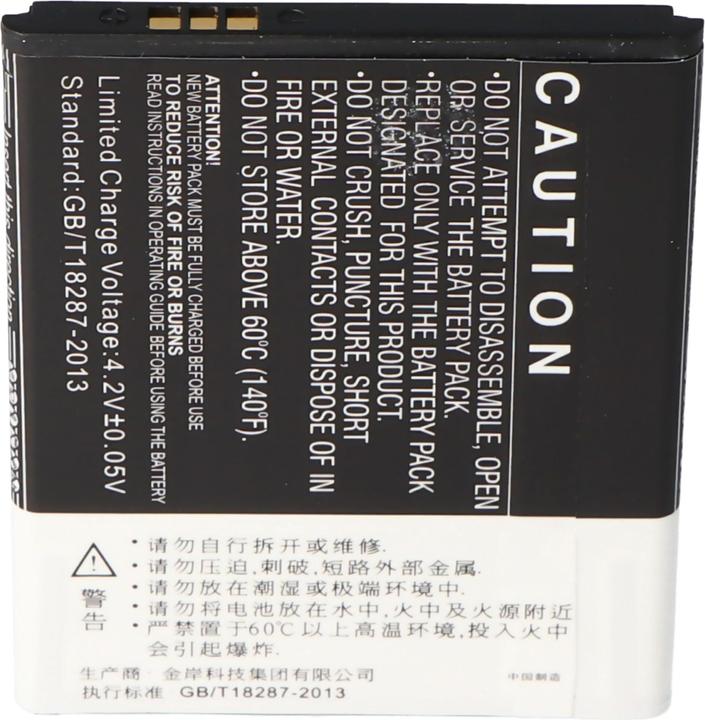 CAUTION
•DO NOT ATTEMPT TO DISASSEMBLE, OPEN
OR SERVICE THE BATTERY PACK.
•REPLACE ONLY WITH THE BATTERY PACK
DESIGNATED FOR THIS PRODUCT.
•DO NOT CRUSH, PUNCTURE, SHORT
EXTERNAL CONTACTS OR DISPOSE OF IN
FIRE OR WATER.
•DO NOT STORE ABOVE 60℃ (140℉).
ATTENTION!
NEW BATTERY PACK MUST BE FULLY CHARGED BEFORE USE
TO REDUCE RISK OF FIRE OR BURNS
READ INSTRUCTIONS IN OPERATING GUIDE BEFORE USING THE BATTERY
Limited Charge Voltage:4.2V±0.05V
Standard:GB/T18287-2013
Insert this direction
警告
•请勿自行拆开或维修.
•请勿压迫,刺破,短路外部金属.
•请勿放在潮湿或极端环境中.
•请勿将电池放在水中,火中及火源附近
•严禁置于60℃以上高温环境,投入火中
会引起爆炸.
生产商: 金岸科技集团有限公司
执行标准 GB/T18287-2013
中国制造